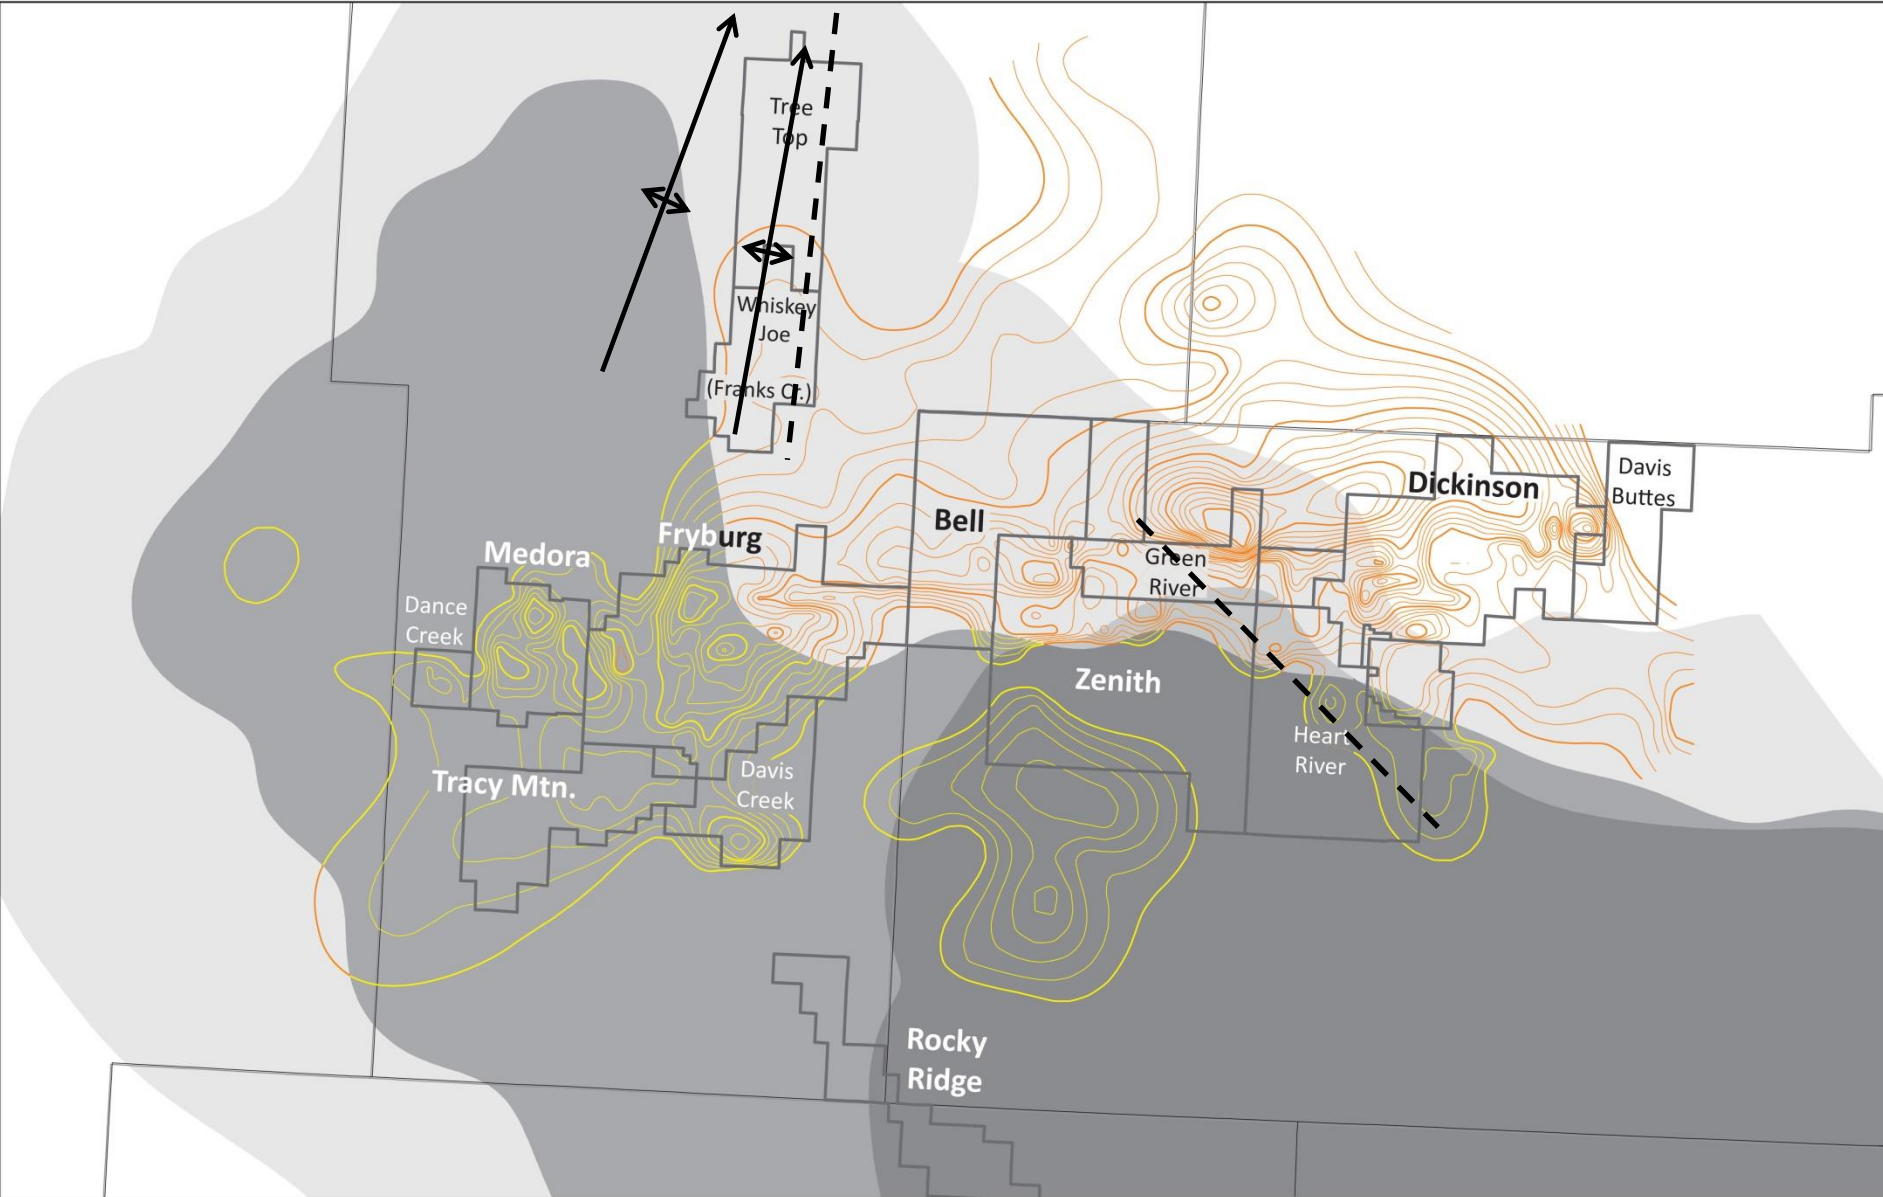 Tree
Top
Whiskey
Joe
(Franks Cr.)
Dickinson
Davis
Buttes
Bell
Fryburg
Medora
Green
River
Dance
Creek
Zenith
Heart
River
Tracy Mtn.
Davis
Creek
Rocky
Ridge